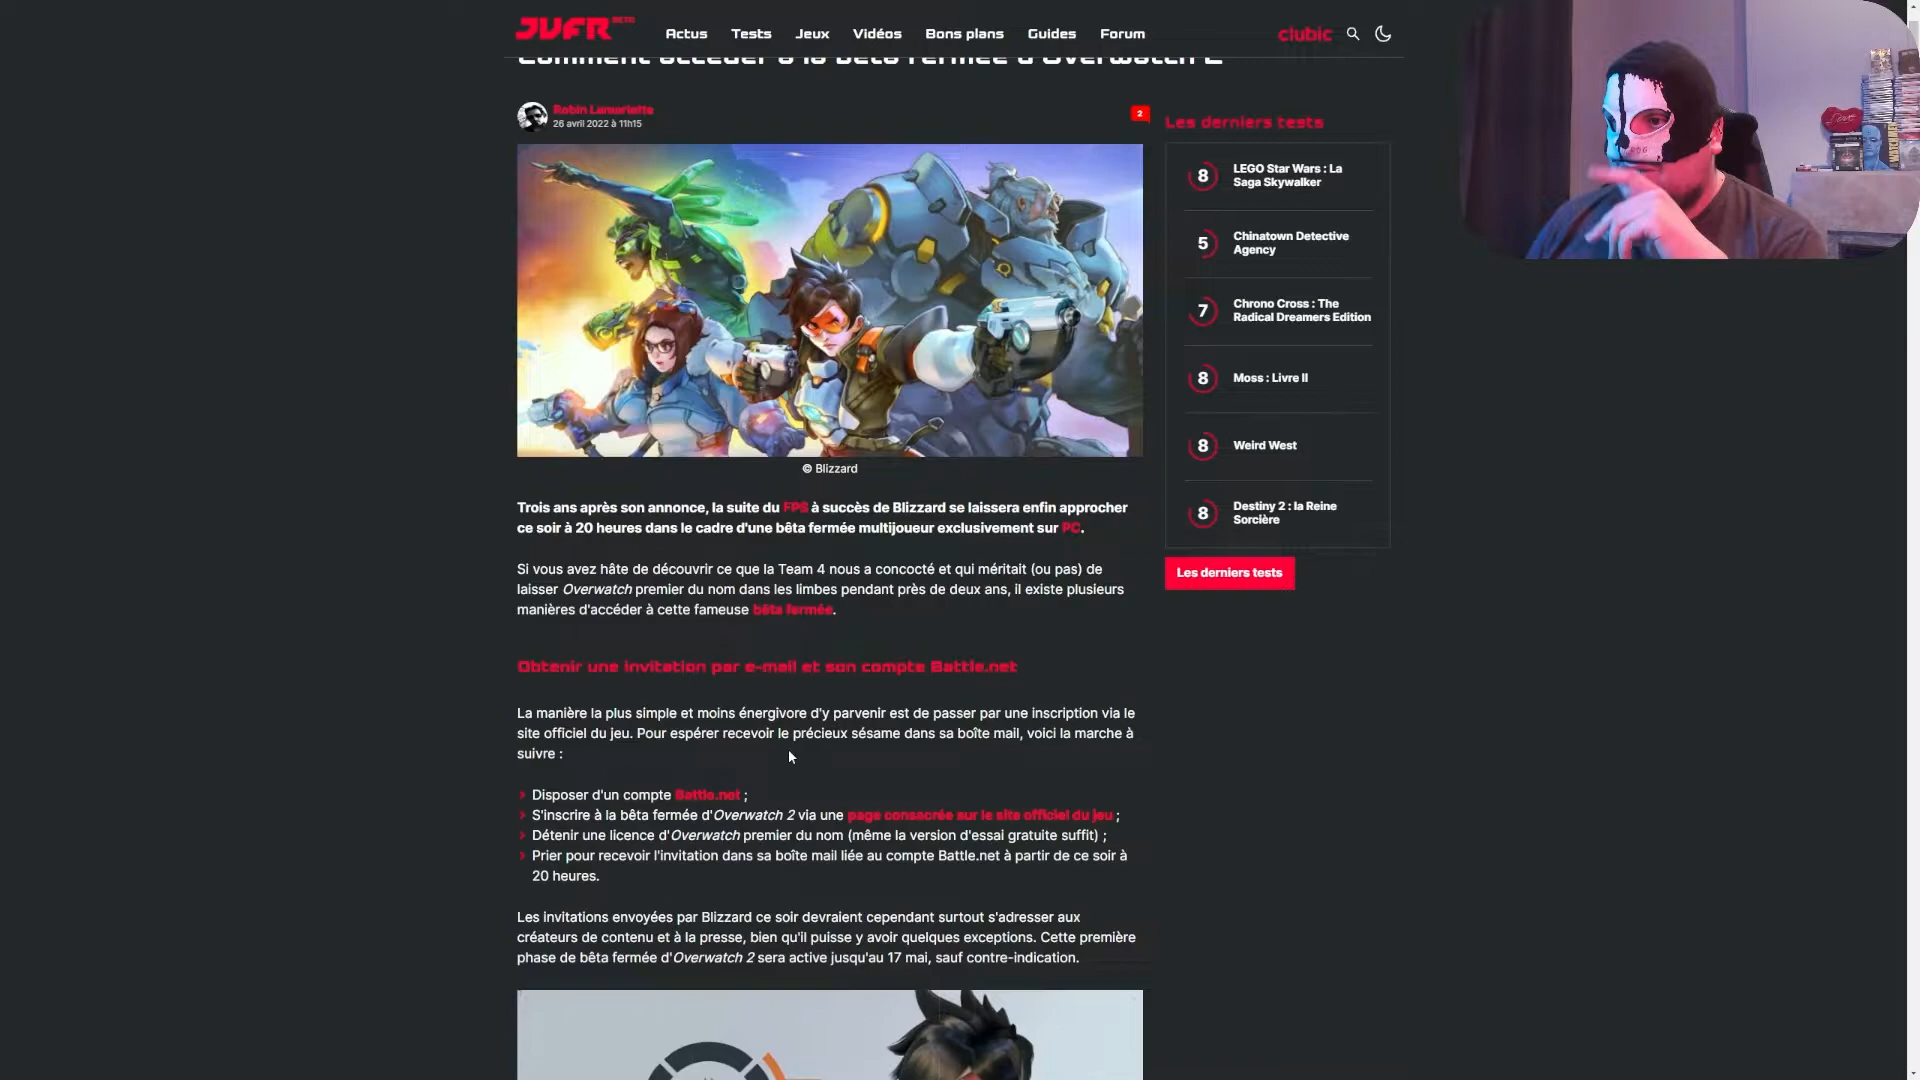 JVFR BETA
Actus Tests Jeux Vidéos Bons plans Guides Forum
clubic
Comment accéder à la bêta fermée d'Overwatch 2
Robin Lamorlette
26 avril 2022 à 11h15
2
© Blizzard
Trois ans après son annonce, la suite du FPS à succès de Blizzard se laissera enfin approcher
ce soir à 20 heures dans le cadre d'une bêta fermée multijoueur exclusivement sur PC.
Si vous avez hâte de découvrir ce que la Team 4 nous a concocté et qui méritait (ou pas) de
laisser Overwatch premier du nom dans les limbes pendant près de deux ans, il existe plusieurs
manières d'accéder à cette fameuse bêta fermée.
Obtenir une invitation par e-mail et son compte Battle.net
La manière la plus simple et moins énergivore d'y parvenir est de passer par une inscription via le
site officiel du jeu. Pour espérer recevoir le précieux sésame dans sa boîte mail, voici la marche à
suivre :
Disposer d'un compte Battle.net ;
S'inscrire à la bêta fermée d'Overwatch 2 via une page consacrée sur le site officiel du jeu ;
Détenir une licence d'Overwatch premier du nom (même la version d'essai gratuite suffit) ;
Prier pour recevoir l'invitation dans sa boîte mail liée au compte Battle.net à partir de ce soir à
20 heures.
Les invitations envoyées par Blizzard ce soir devraient cependant surtout s'adresser aux
créateurs de contenu et à la presse, bien qu'il puisse y avoir quelques exceptions. Cette première
phase de bêta fermée d'Overwatch 2 sera active jusqu'au 17 mai, sauf contre-indication.
Les derniers tests
8 LEGO Star Wars : La
Saga Skywalker
5 Chinatown Detective
Agency
7 Chrono Cross : The
Radical Dreamers Edition
8 Moss : Livre II
8 Weird West
8 Destiny 2 : la Reine
Sorcière
Les derniers tests